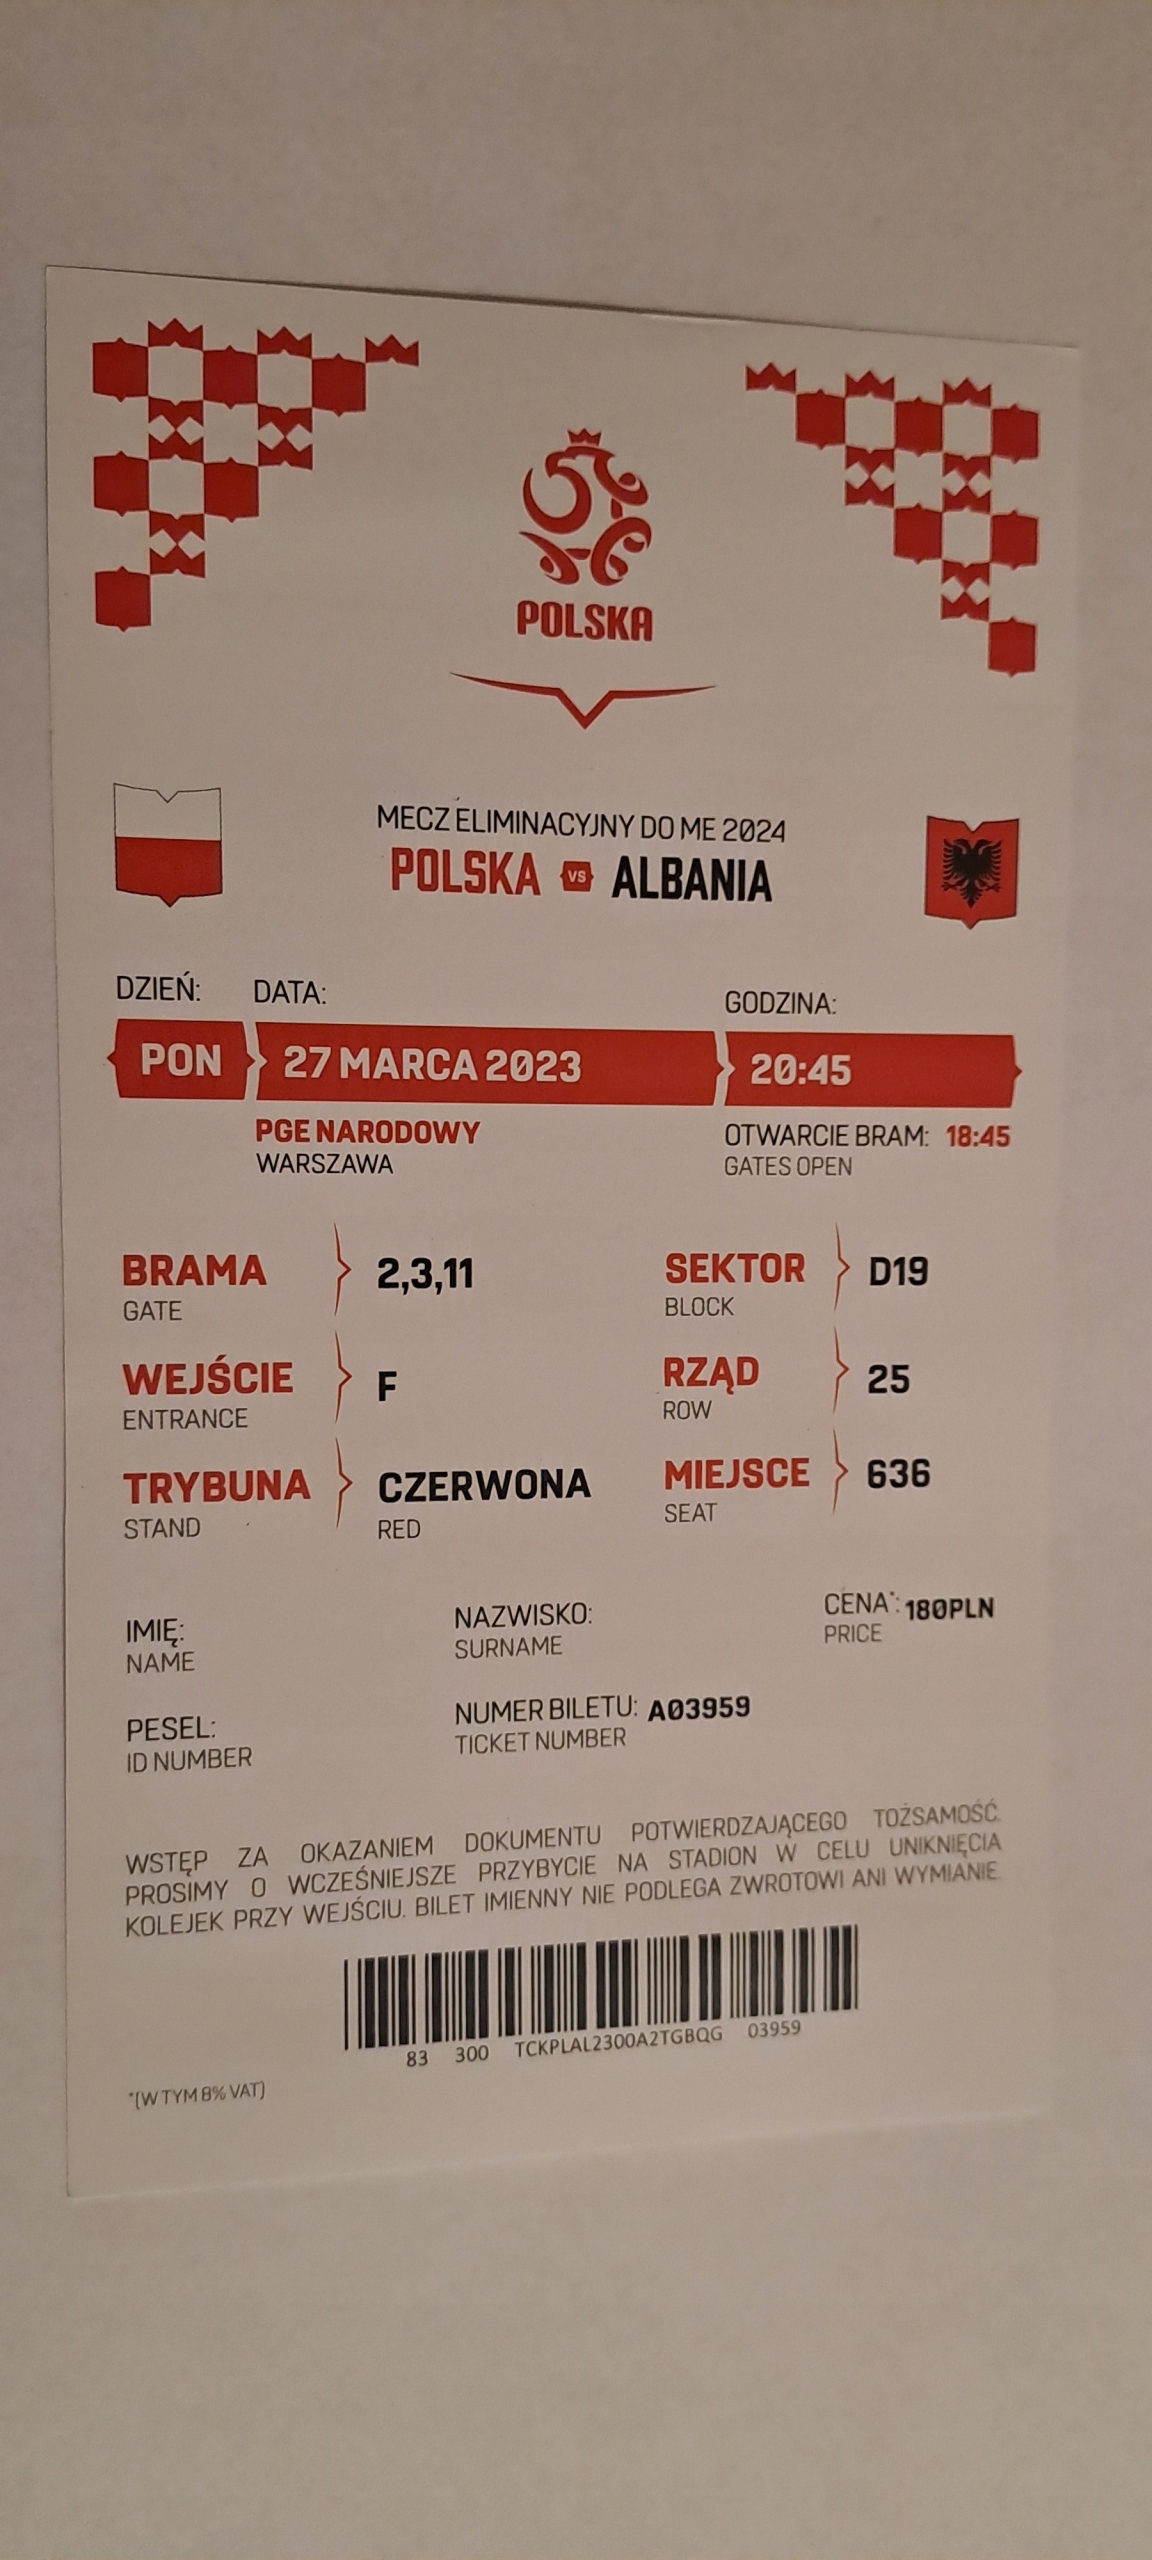 POLSKA
MECZ ELIMINACYJNY DO ME 2024
POLSKA VS ALBANIA
DZIEŃ: DATA: GODZINA:
PON 27 MARCA 2023 20:45
PGE NARODOWY OTWARCIE BRAM: 18:45
WARSZAWA GATES OPEN
BRAMA 2,3,11 SEKTOR D19
GATE BLOCK
WEJŚCIE F RZĄD 25
ENTRANCE ROW
TRYBUNA CZERWONA MIEJSCE 636
STAND RED SEAT
IMIĘ: NAZWISKO: CENA*: 180PLN
NAME SURNAME PRICE
PESEL: NUMER BILETU: A03959
ID NUMBER TICKET NUMBER
WSTĘP ZA OKAZANIEM DOKUMENTU POTWIERDZAJĄCEGO TOŻSAMOŚĆ.
PROSIMY O WCZEŚNIEJSZE PRZYBYCIE NA STADION W CELU UNIKNIĘCIA
KOLEJEK PRZY WEJŚCIU. BILET IMIENNY NIE PODLEGA ZWROTOWI ANI WYMIANIE.
83 300 TCKPLAL2300A2TGBQG 03959
*(W TYM 8% VAT)